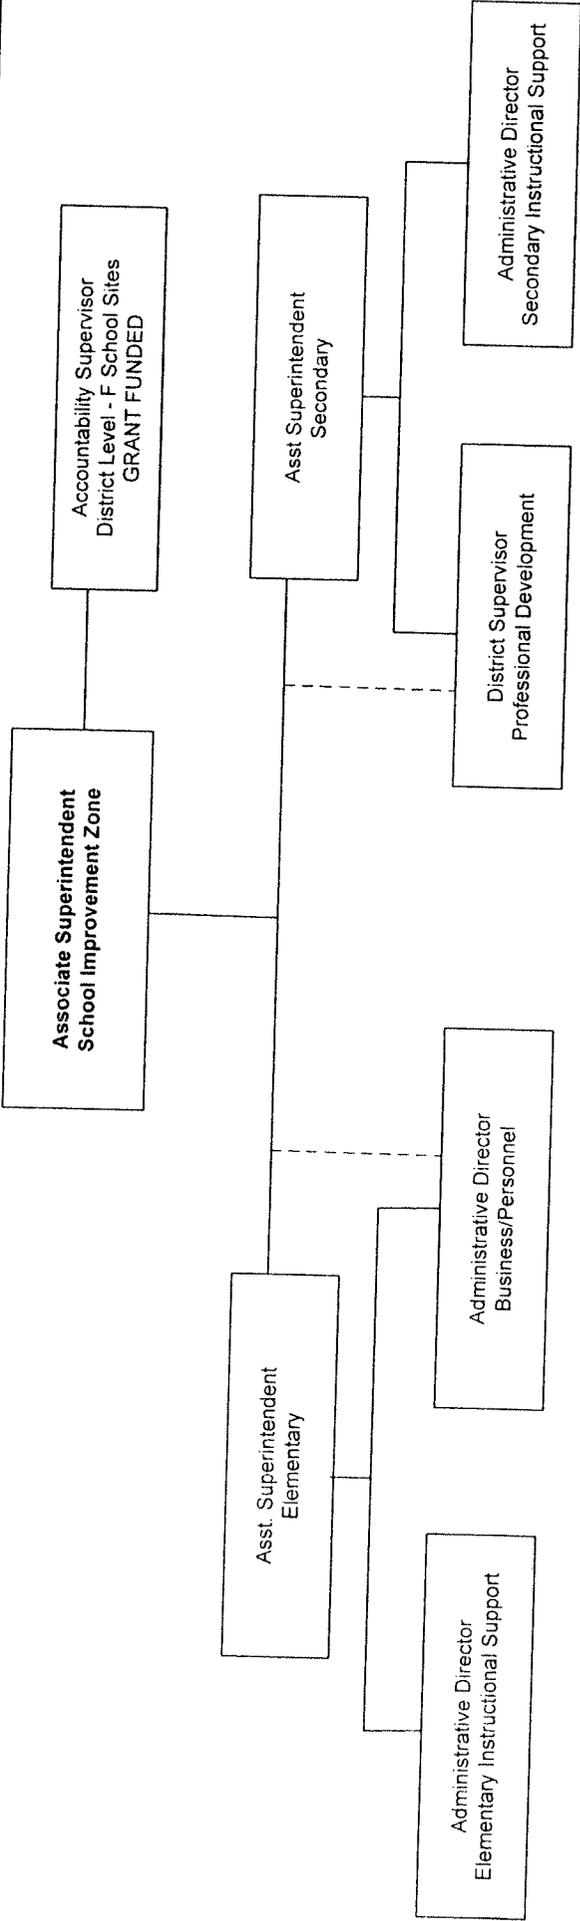 Associate Superintendent
School Improvement Zone
Accountability Supervisor
District Level - F School Sites
GRANT FUNDED
Asst. Superintendent
Elementary
Asst Superintendent
Secondary
Administrative Director
Elementary Instructional Support
Administrative Director
Business/Personnel
District Supervisor
Professional Development
Administrative Director
Secondary Instructional Support